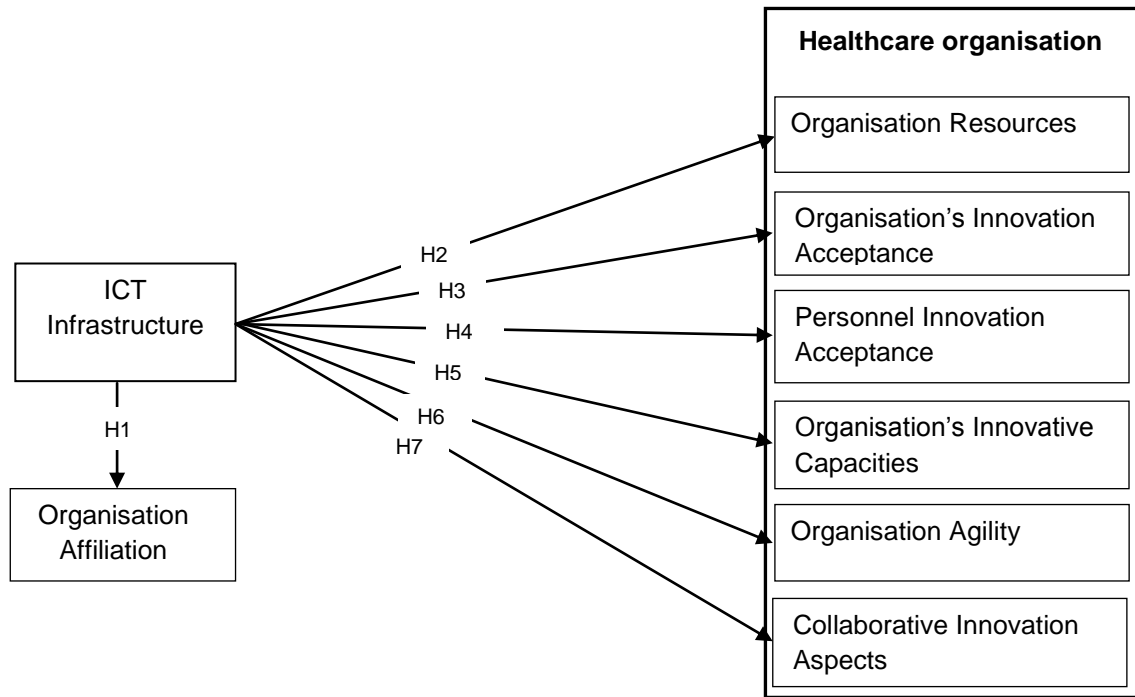 Healthcare organisation
Organisation Resources
Organisation’s Innovation
Acceptance
Personnel Innovation
Acceptance
Organisation’s Innovative
Capacities
Organisation Agility
Collaborative Innovation
Aspects
H2
H3
H4
H5
H6
H7
ICT
Infrastructure
H1
Organisation
Affiliation